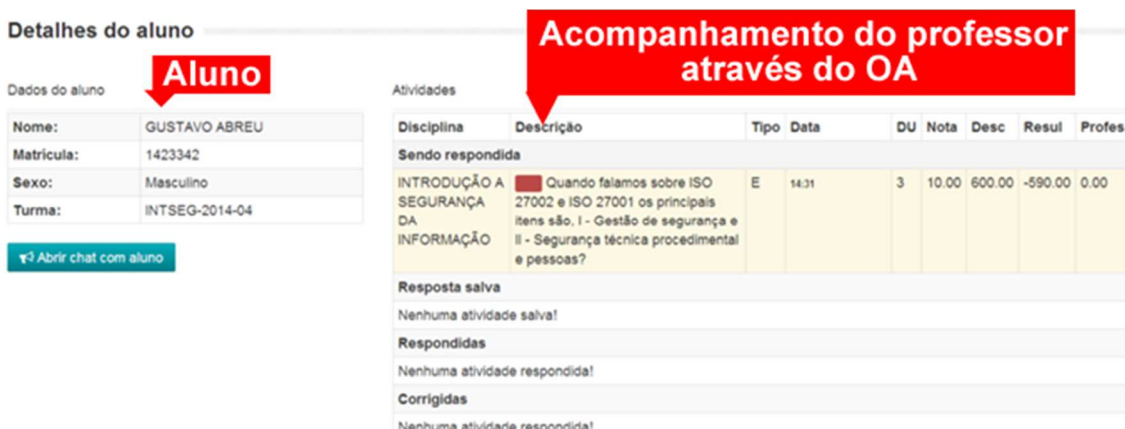 Detalhes do aluno
Acompanhamento do professor
através do OA
Aluno
Dados do aluno
Nome: GUSTAVO ABREU
Matrícula: 1423342
Sexo: Masculino
Turma: INTSEG-2014-04
Abrir chat com aluno
Atividades
Disciplina Descrição Tipo Data DU Nota Desc Resul Profes
Sendo respondida
INTRODUÇÃO A Quando falamos sobre ISO E 14:31 3 10.00 600.00 -590.00 0.00
SEGURANÇA 27002 e ISO 27001 os principais
DA itens são, I - Gestão de segurança e
INFORMAÇÃO II - Segurança técnica procedimental
e pessoas?
Resposta salva
Nenhuma atividade salva!
Respondidas
Nenhuma atividade respondida!
Corrigidas
Nenhuma atividade respondida!